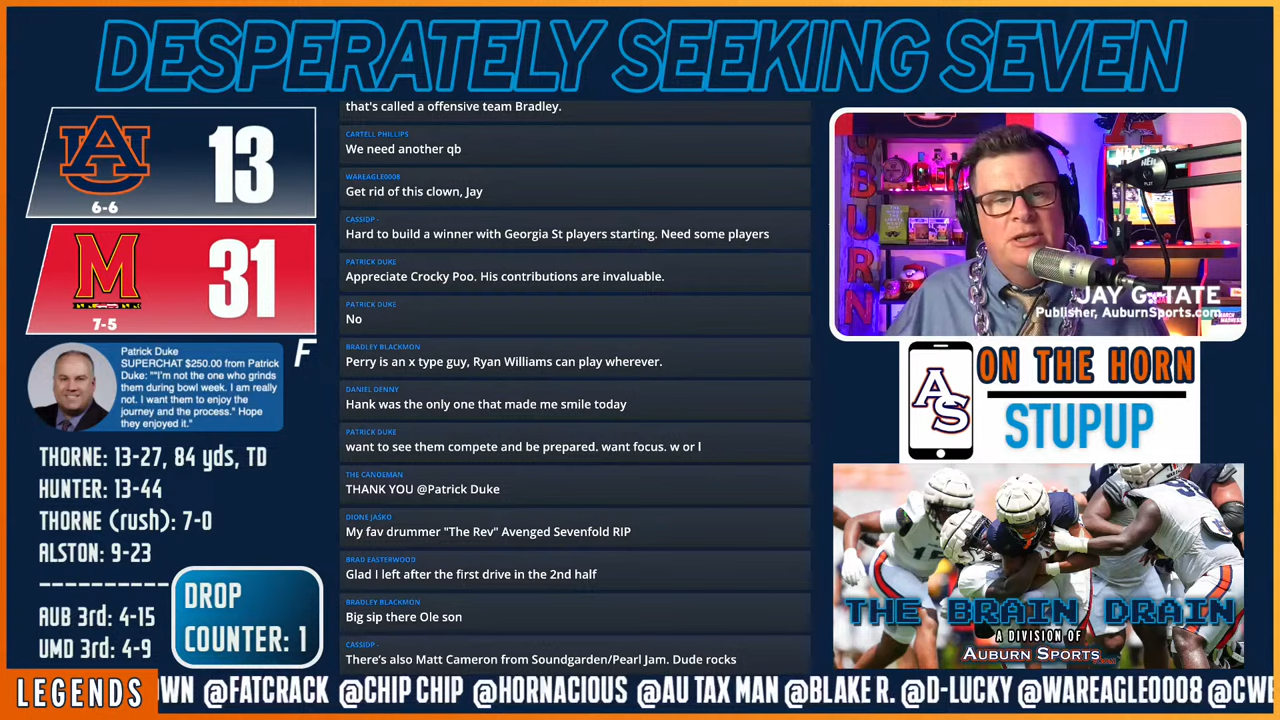 DESPERATELY SEEKING SEVEN
AU
13
6-6
M
31
7-5
F
Patrick Duke
SUPERCHAT $250.00 from Patrick
Duke: ""I'm not the one who grinds
them during bowl week. I am really
not. I want them to enjoy the
journey and the process." Hope
they enjoyed it."
THORNE: 13-27, 84 yds, TD
HUNTER: 13-44
THORNE (rush): 7-0
ALSTON: 9-23
AUB 3rd: 4-15
UMD 3rd: 4-9
DROP
COUNTER: 1
that's called a offensive team Bradley.
CARTELL PHILLIPS
We need another qb
WAREAGLE0008
Get rid of this clown, Jay
CASSIDP -
Hard to build a winner with Georgia St players starting. Need some players
PATRICK DUKE
Appreciate Crocky Poo. His contributions are invaluable.
PATRICK DUKE
No
BRADLEY BLACKMON
Perry is an x type guy, Ryan Williams can play wherever.
DANIEL DENNY
Hank was the only one that made me smile today
PATRICK DUKE
want to see them compete and be prepared. want focus. w or l
THE CANOEMAN
THANK YOU @Patrick Duke
DIONE JASKO
My fav drummer "The Rev" Avenged Sevenfold RIP
BRAD EASTERWOOD
Glad I left after the first drive in the 2nd half
BRADLEY BLACKMON
Big sip there Ole son
CASSIDP -
There's also Matt Cameron from Soundgarden/Pearl Jam. Dude rocks
BURN
JAY G. TATE
Publisher, AuburnSports.com
AS
ON THE HORN
STUPUP
THE BRAIN DRAIN
A DIVISION OF
AUBURN SPORTS
LEGENDS
WN @FATCRACK @CHIP CHIP @HORNACIOUS @AU TAX MAN @BLAKE R. @D-LUCKY @WAREAGLE0008 @CWE